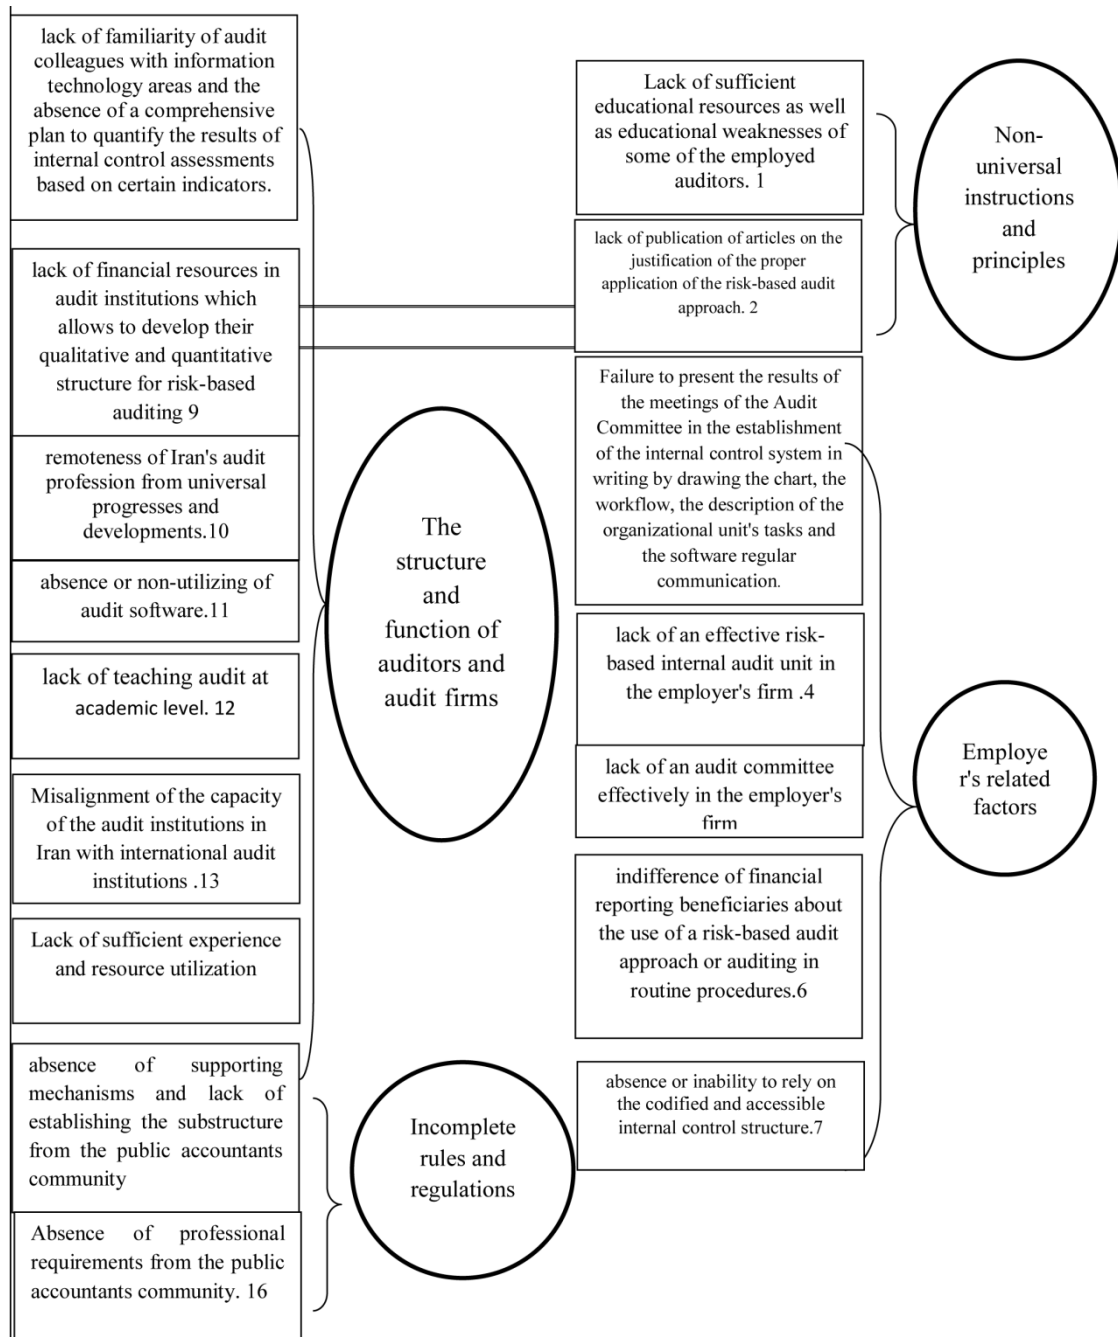 lack of familiarity of audit
colleagues with information
technology areas and the
absence of a comprehensive
plan to quantify the results of
internal control assessments
based on certain indicators.
lack of financial resources in
audit institutions which
allows to develop their
qualitative and quantitative
structure for risk-based
auditing 9
remoteness of Iran's audit
profession from universal
progresses and
developments.10
absence or non-utilizing of
audit software.11
lack of teaching audit at
academic level. 12
Misalignment of the capacity
of the audit institutions in
Iran with international audit
institutions .13
Lack of sufficient experience
and resource utilization
absence of supporting
mechanisms and lack of
establishing the substructure
from the public accountants
community
Absence of professional
requirements from the public
accountants community. 16
The
structure
and
function of
auditors and
audit firms
Incomplete
rules and
regulations
Lack of sufficient
educational resources as well
as educational weaknesses of
some of the employed
auditors. 1
lack of publication of articles on the
justification of the proper
application of the risk-based audit
approach. 2
Failure to present the results of
the meetings of the Audit
Committee in the establishment
of the internal control system in
writing by drawing the chart, the
workflow, the description of the
organizational unit's tasks and
the software regular
communication.
lack of an effective risk-
based internal audit unit in
the employer's firm .4
lack of an audit committee
effectively in the employer's
firm
indifference of financial
reporting beneficiaries about
the use of a risk-based audit
approach or auditing in
routine procedures.6
absence or inability to rely on
the codified and accessible
internal control structure.7
Non-
universal
instructions
and
principles
Employe
r's related
factors